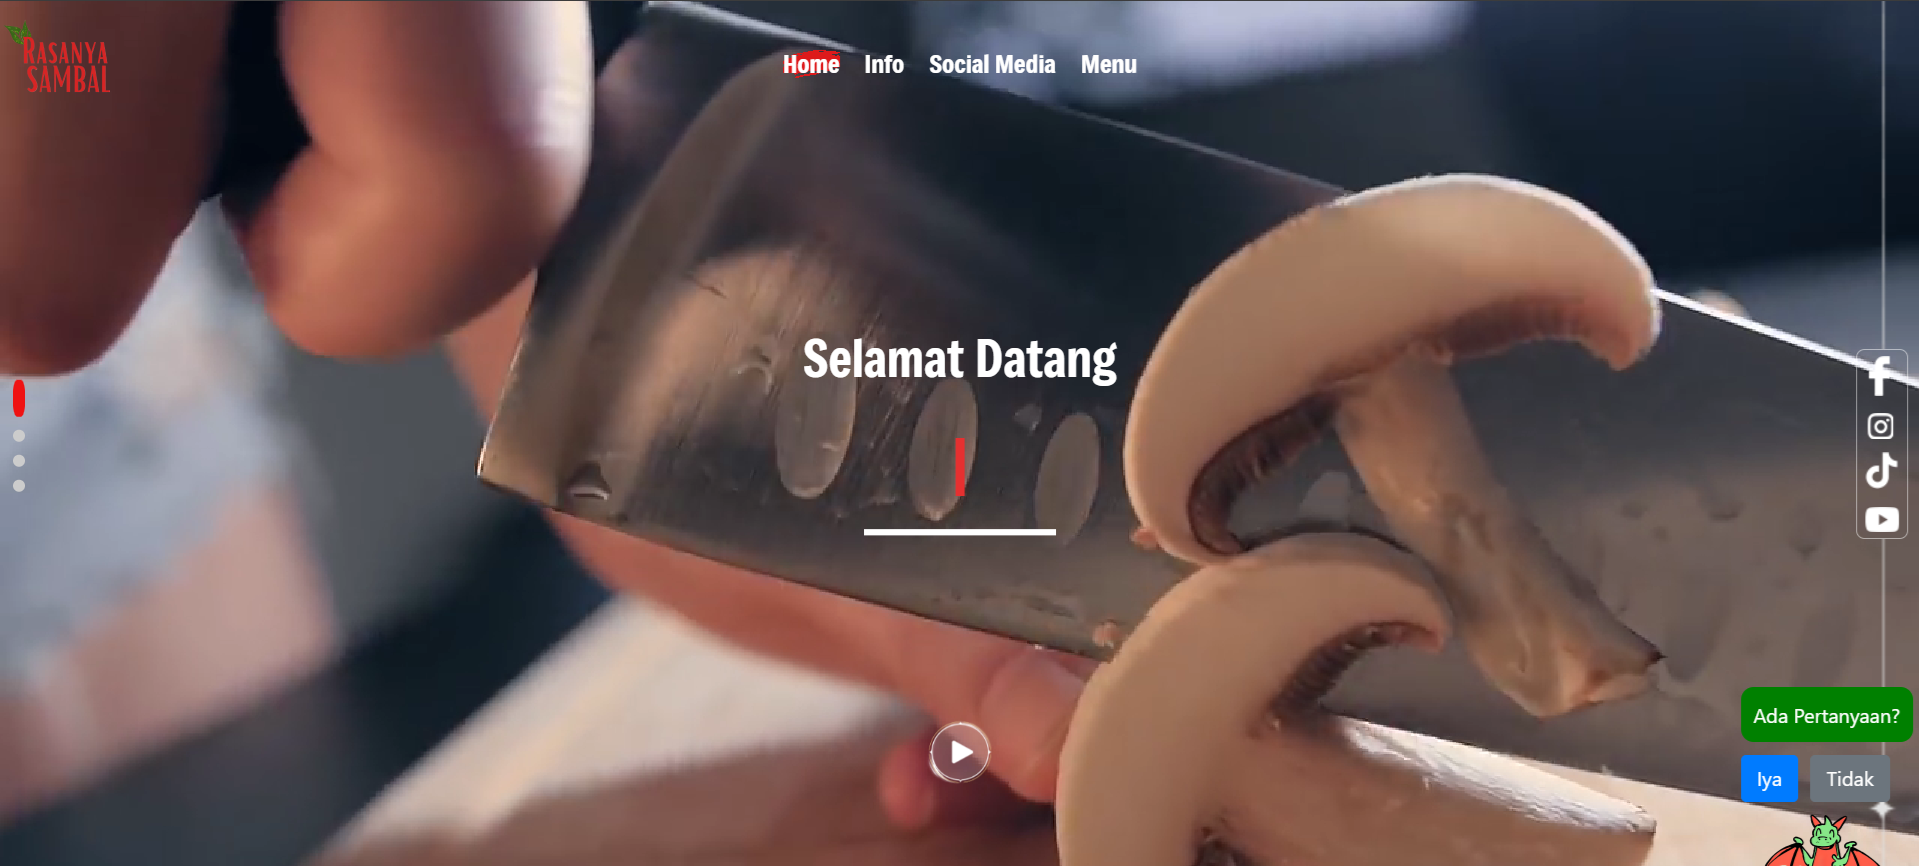 RASANYA
SAMBAL
Home Info Social Media Menu
Selamat Datang
Ada Pertanyaan?
Iya Tidak